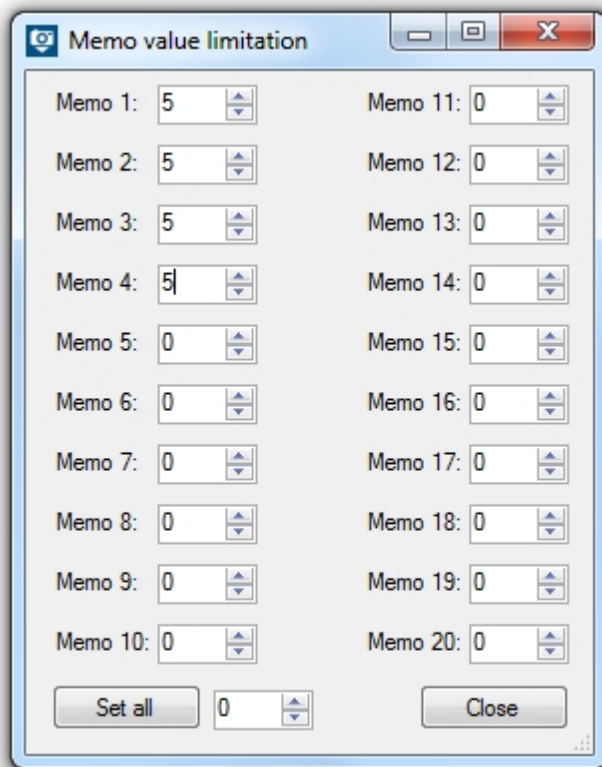 Memo value limitation
Memo 1: 5 Memo 11: 0
Memo 2: 5 Memo 12: 0
Memo 3: 5 Memo 13: 0
Memo 4: 5 Memo 14: 0
Memo 5: 0 Memo 15: 0
Memo 6: 0 Memo 16: 0
Memo 7: 0 Memo 17: 0
Memo 8: 0 Memo 18: 0
Memo 9: 0 Memo 19: 0
Memo 10: 0 Memo 20: 0
Set all 0 Close